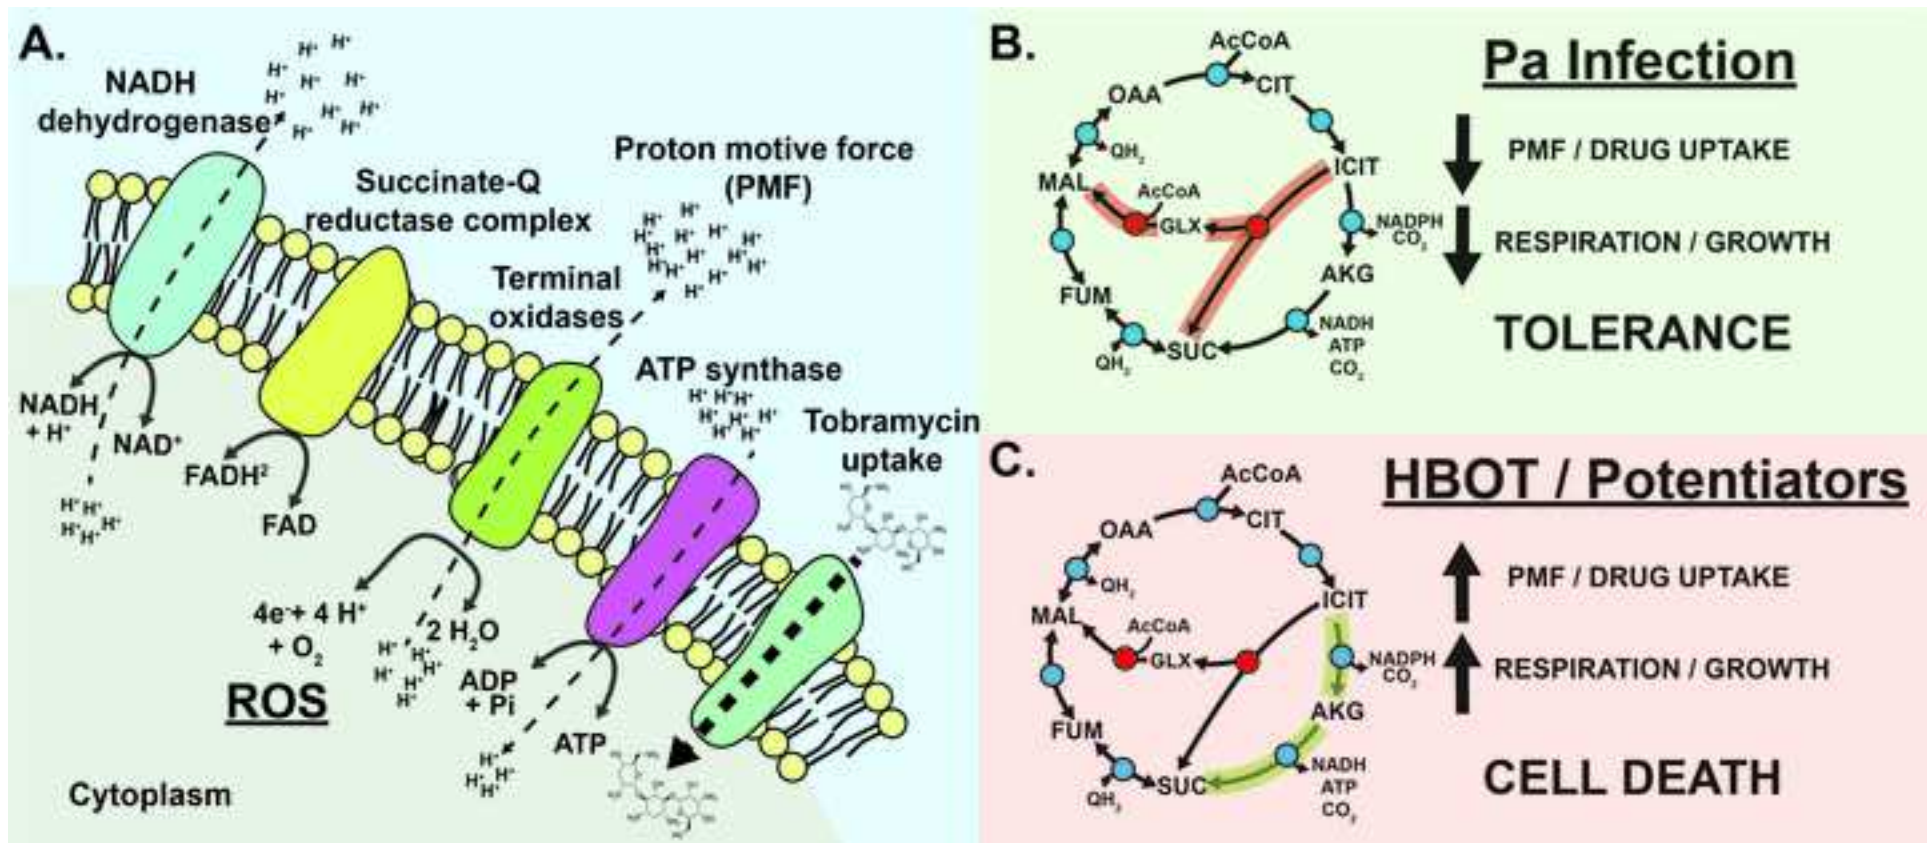 A.
NADH
dehydrogenase
H⁺ H⁺
H⁺ H⁺ H⁺
H⁺ H⁺ H⁺
H⁺ H⁺
Succinate-Q
reductase complex
Proton motive force
(PMF)
H⁺ H⁺
H⁺ H⁺ H⁺ H⁺
H⁺ H⁺ H⁺
H⁺ H⁺ H⁺ H⁺
H⁺
Terminal
oxidases
ATP synthase
H⁺ H⁺ H⁺
H⁺ H⁺ H⁺
H⁺ H⁺
Tobramycin
uptake
NADH
+ H⁺
NAD⁺
H⁺ H⁺
H⁺ H⁺ H⁺
FADH²
FAD
4e⁻+ 4 H⁺
+ O₂
2 H₂O
H⁺ H⁺
H⁺ H⁺ H⁺
H⁺
ROS
ADP
+ Pi
ATP
H⁺
H⁺ H⁺
H⁺
Cytoplasm
B.
AcCoA
OAA
CIT
QH₂
ICIT
MAL
AcCoA
GLX
NADPH
CO₂
AKG
FUM
NADH
ATP
CO₂
QH₂
SUC
Pa Infection
PMF / DRUG UPTAKE
RESPIRATION / GROWTH
TOLERANCE
C.
AcCoA
OAA
CIT
QH₂
ICIT
MAL
AcCoA
GLX
NADPH
CO₂
AKG
FUM
NADH
ATP
CO₂
QH₂
SUC
HBOT / Potentiators
PMF / DRUG UPTAKE
RESPIRATION / GROWTH
CELL DEATH